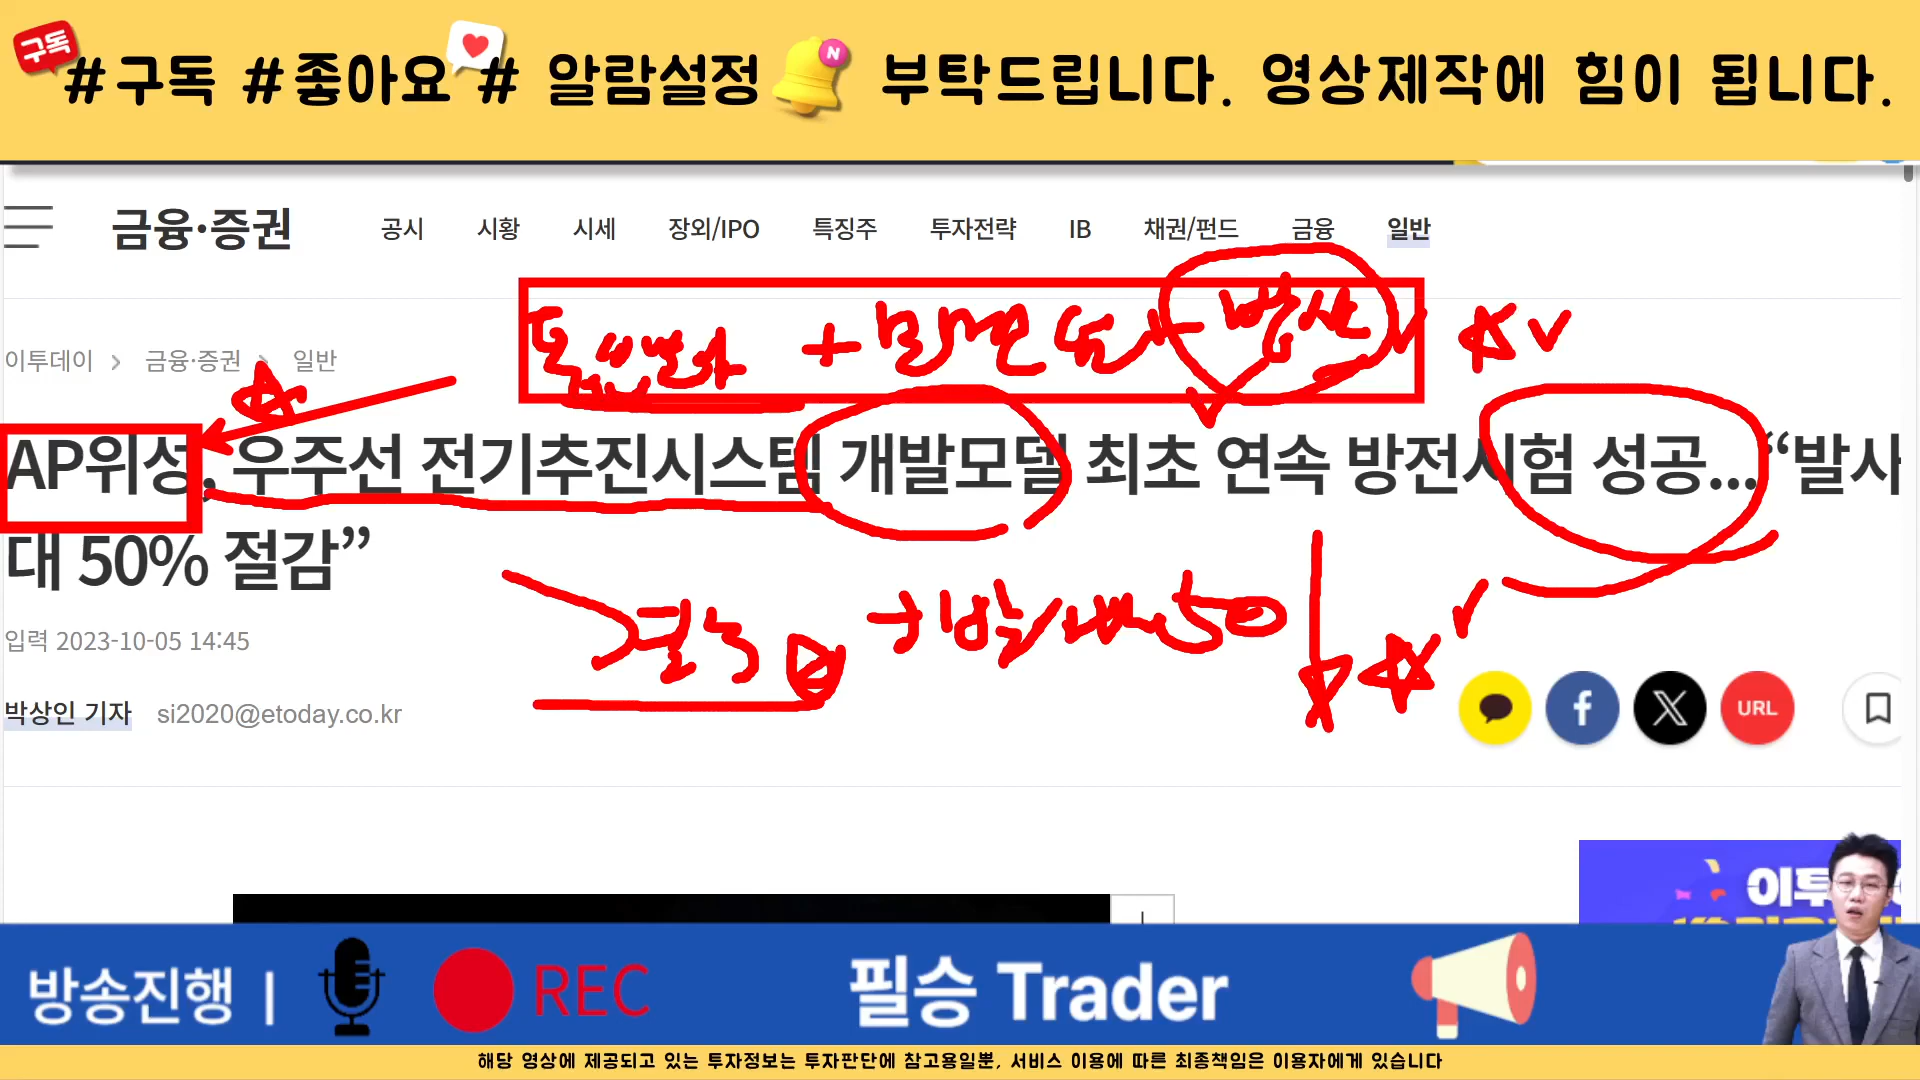 구독
#구독 #좋아요 # 알람설정 N 부탁드립니다. 영상제작에 힘이 됩니다.
금융·증권 공시 시황 시세 장외/IPO 특징주 투자전략 IB 채권/펀드 금융 일반
이투데이 > 금융·증권 > 일반
AP위성, 우주선 전기추진시스템 개발모델 최초 연속 방전시험 성공…“발사
대 50% 절감”
50
입력 2023-10-05 14:45
박상인 기자 si2020@etoday.co.kr
URL
이투
방송진행 | REC 필승 Trader
해당 영상에 제공되고 있는 투자정보는 투자판단에 참고용일뿐, 서비스 이용에 따른 최종책임은 이용자에게 있습니다